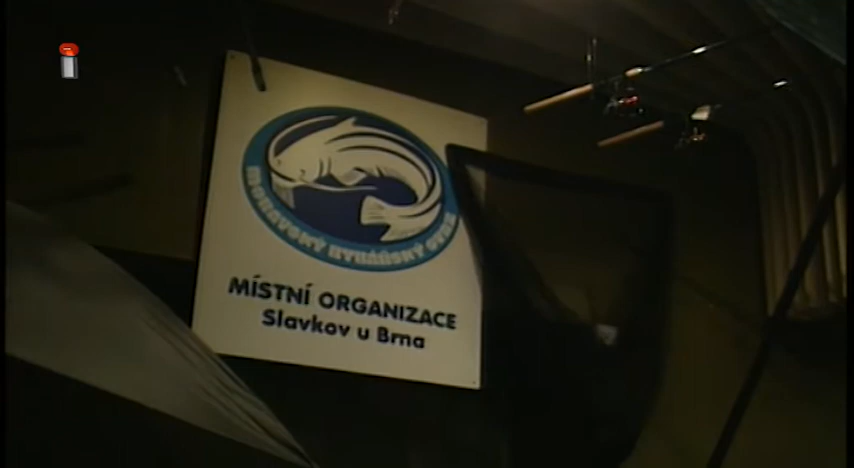 MORAVSKÝ RYBÁŘSKÝ SVAZ
MÍSTNÍ ORGANIZACE
Slavkov u Brna